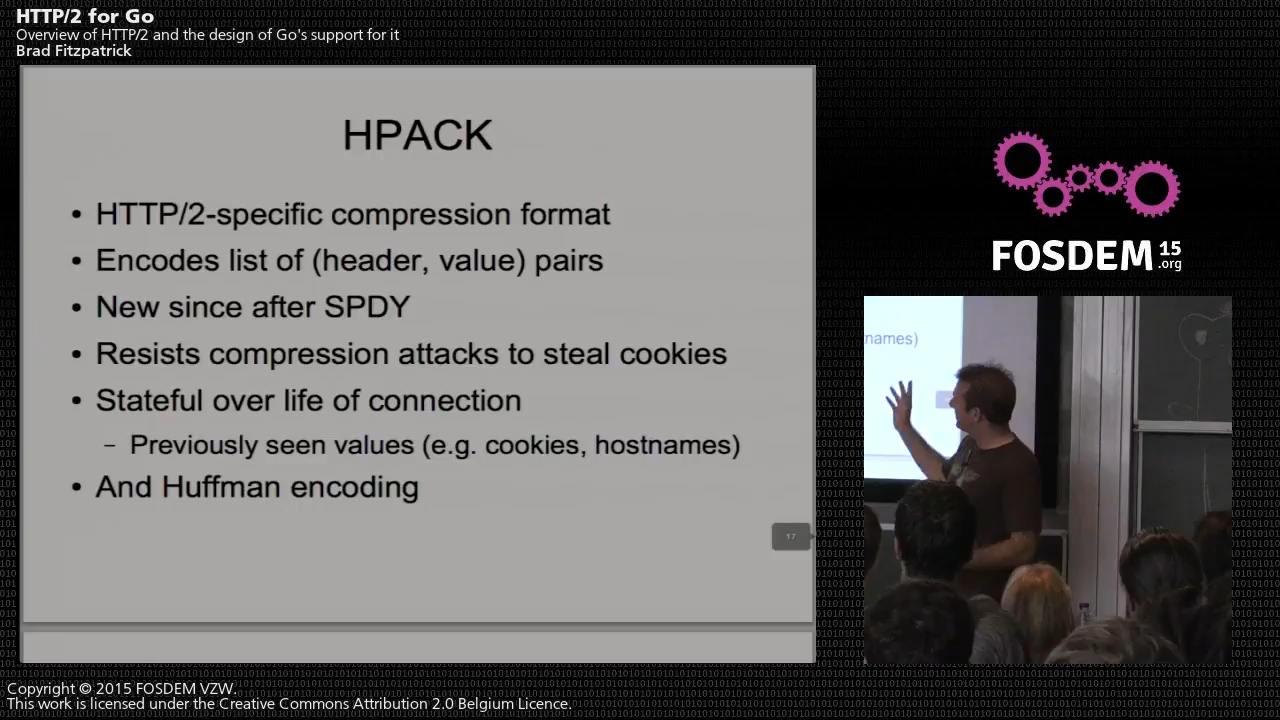 HTTP/2 for Go
Overview of HTTP/2 and the design of Go's support for it
Brad Fitzpatrick
HPACK
• HTTP/2-specific compression format
• Encodes list of (header, value) pairs
• New since after SPDY
• Resists compression attacks to steal cookies
• Stateful over life of connection
– Previously seen values (e.g. cookies, hostnames)
• And Huffman encoding
17
FOSDEM 15
.org
names)
Copyright © 2015 FOSDEM VZW.
This work is licensed under the Creative Commons Attribution 2.0 Belgium Licence.